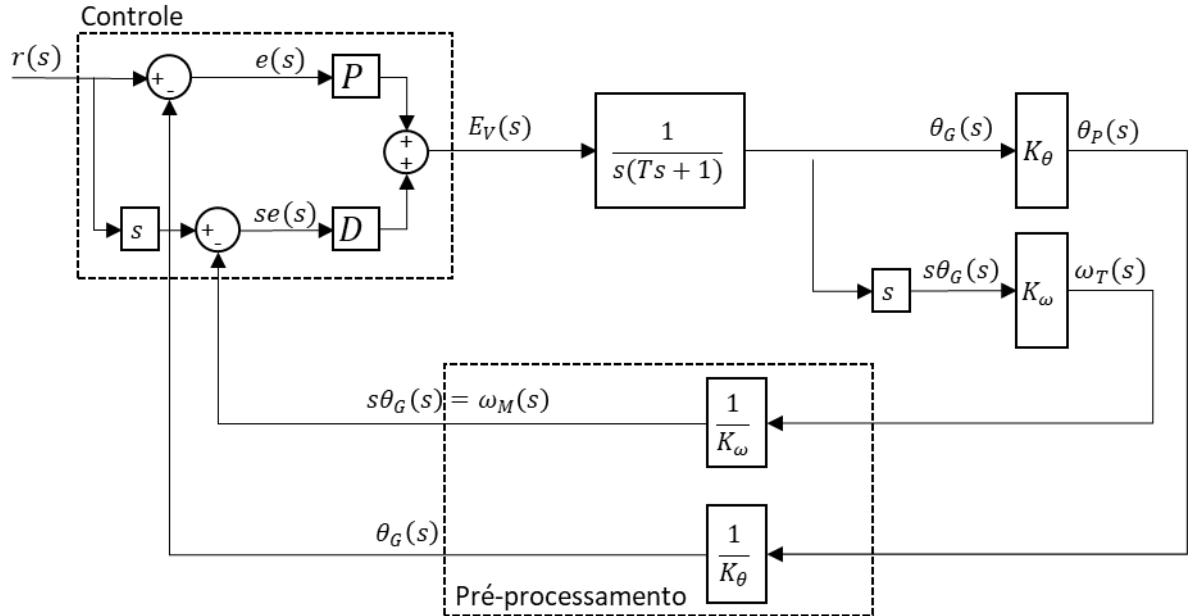 Controle
r(s)
+
-
e(s)
P
+
+
E_V(s)
1
s(Ts + 1)
θ_G(s)
K_θ
θ_P(s)
s
+
-
se(s)
D
s
sθ_G(s)
K_ω
ω_T(s)
sθ_G(s) = ω_M(s)
1
K_ω
θ_G(s)
1
K_θ
Pré-processamento